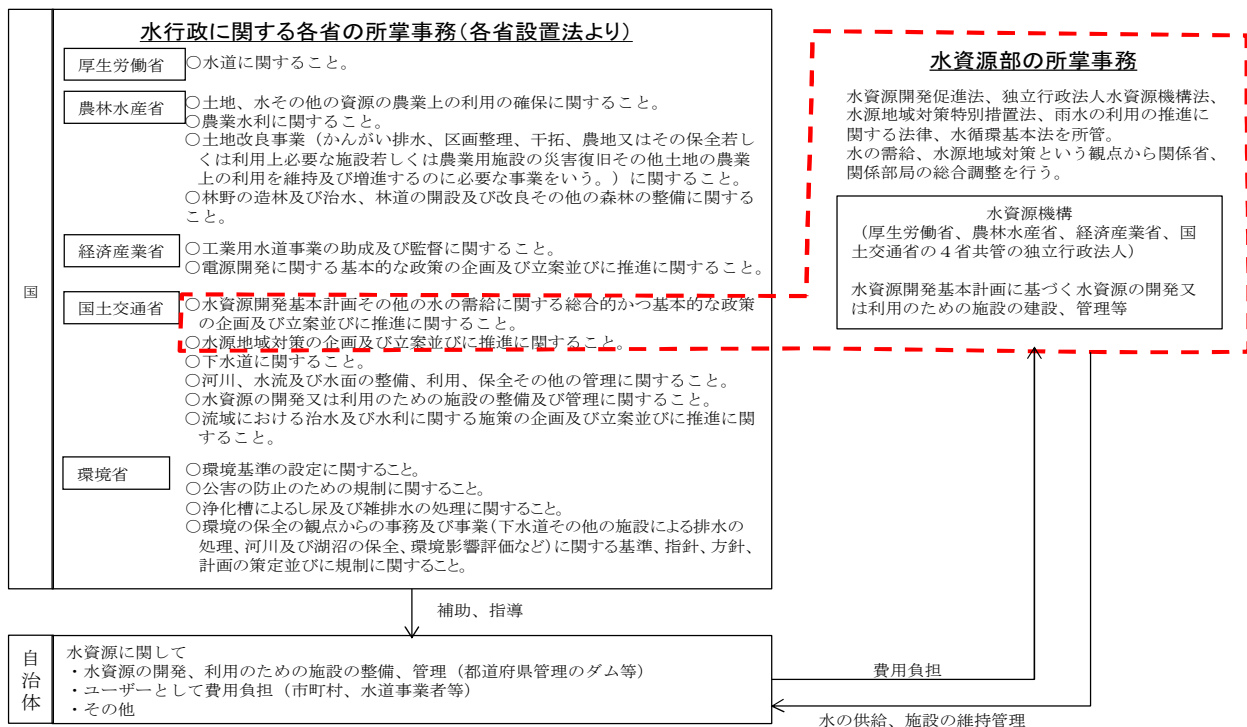 水行政に関する各省の所掌事務(各省設置法より)
国
厚生労働省
○水道に関すること。
農林水産省
○土地、水その他の資源の農業上の利用の確保に関すること。
○農業水利に関すること。
○土地改良事業（かんがい排水、区画整理、干拓、農地又はその保全若し
くは利用上必要な施設若しくは農業用施設の災害復旧その他土地の農業
上の利用を維持及び増進するのに必要な事業をいう。）に関すること。
○林野の造林及び治水、林道の開設及び改良その他の森林の整備に関する
こと。
経済産業省
○工業用水道事業の助成及び監督に関すること。
○電源開発に関する基本的な政策の企画及び立案並びに推進に関すること。
国土交通省
○水資源開発基本計画その他の水の需給に関する総合的かつ基本的な政策
の企画及び立案並びに推進に関すること。
○水源地域対策の企画及び立案並びに推進に関すること。
○下水道に関すること。
○河川、水流及び水面の整備、利用、保全その他の管理に関すること。
○水資源の開発又は利用のための施設の整備及び管理に関すること。
○流域における治水及び水利に関する施策の企画及び立案並びに推進に関
すること。
環境省
○環境基準の設定に関すること。
○公害の防止のための規制に関すること。
○浄化槽によるし尿及び雑排水の処理に関すること。
○環境の保全の観点からの事務及び事業(下水道その他の施設による排水の
処理、河川及び湖沼の保全、環境影響評価など)に関する基準、指針、方針、
計画の策定並びに規制に関すること。
水資源部の所掌事務
水資源開発促進法、独立行政法人水資源機構法、
水源地域対策特別措置法、雨水の利用の推進に
関する法律、水循環基本法を所管。
水の需給、水源地域対策という観点から関係省、
関係部局の総合調整を行う。
水資源機構
（厚生労働省、農林水産省、経済産業省、国
土交通省の４省共管の独立行政法人）
水資源開発基本計画に基づく水資源の開発又
は利用のための施設の建設、管理等
補助、指導
自治体
水資源に関して
・水資源の開発、利用のための施設の整備、管理（都道府県管理のダム等）
・ユーザーとして費用負担（市町村、水道事業者等）
・その他
費用負担
水の供給、施設の維持管理